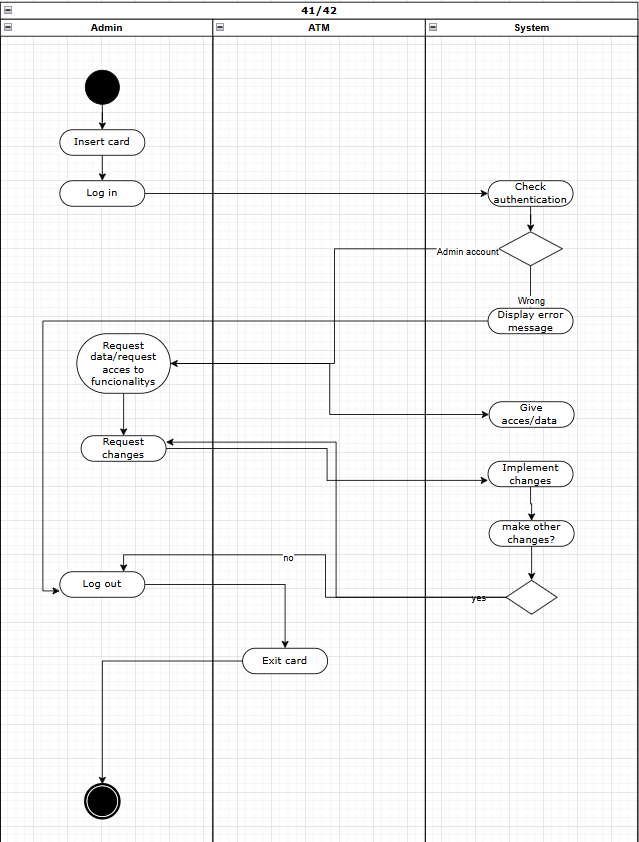 41/42
Admin
ATM
System
Insert card
Log in
Check
authentication
Admin account
Wrong
Display error
message
Request
data/request
acces to
funcionalitys
Give
acces/data
Request
changes
Implement
changes
make other
changes?
no
Log out
yes
Exit card